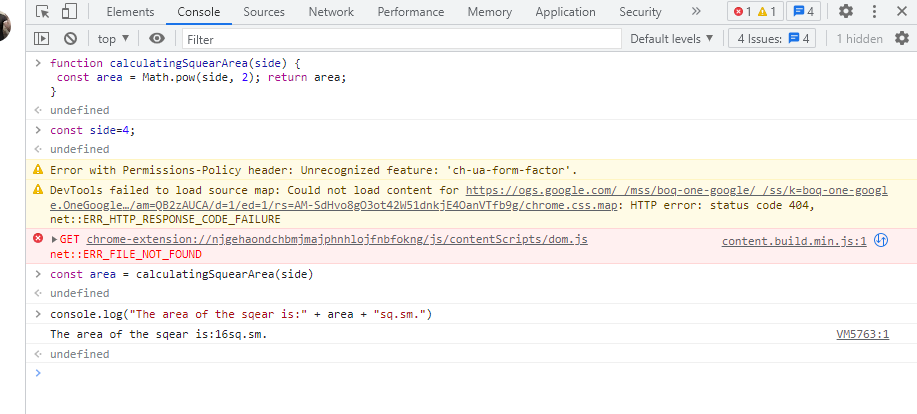 Elements Console Sources Network Performance Memory Application Security » 1 1 4
top ▼ Filter Default levels ▼ 4 Issues: 4 1 hidden
> function calculatingSquearArea(side) {
const area = Math.pow(side, 2); return area;
}
undefined
> const side=4;
undefined
Error with Permissions-Policy header: Unrecognized feature: 'ch-ua-form-factor'.
DevTools failed to load source map: Could not load content for https://ogs.google.com/_/mss/boq-one-google/_/ss/k=boq-one-googl
e.OneGoogle…/am=QB2zAUCA/d=1/ed=1/rs=AM-SdHvo8gO3ot42W51dnkjE4OanVTfb9g/chrome.css.map: HTTP error: status code 404,
net::ERR_HTTP_RESPONSE_CODE_FAILURE
▶ GET chrome-extension://njgehaondchbmjmajphnhlojfnbfokng/js/contentScripts/dom.js content.build.min.js:1
net::ERR_FILE_NOT_FOUND
> const area = calculatingSquearArea(side)
undefined
> console.log("The area of the sqear is:" + area + "sq.sm.")
The area of the sqear is:16sq.sm. VM5763:1
undefined
>